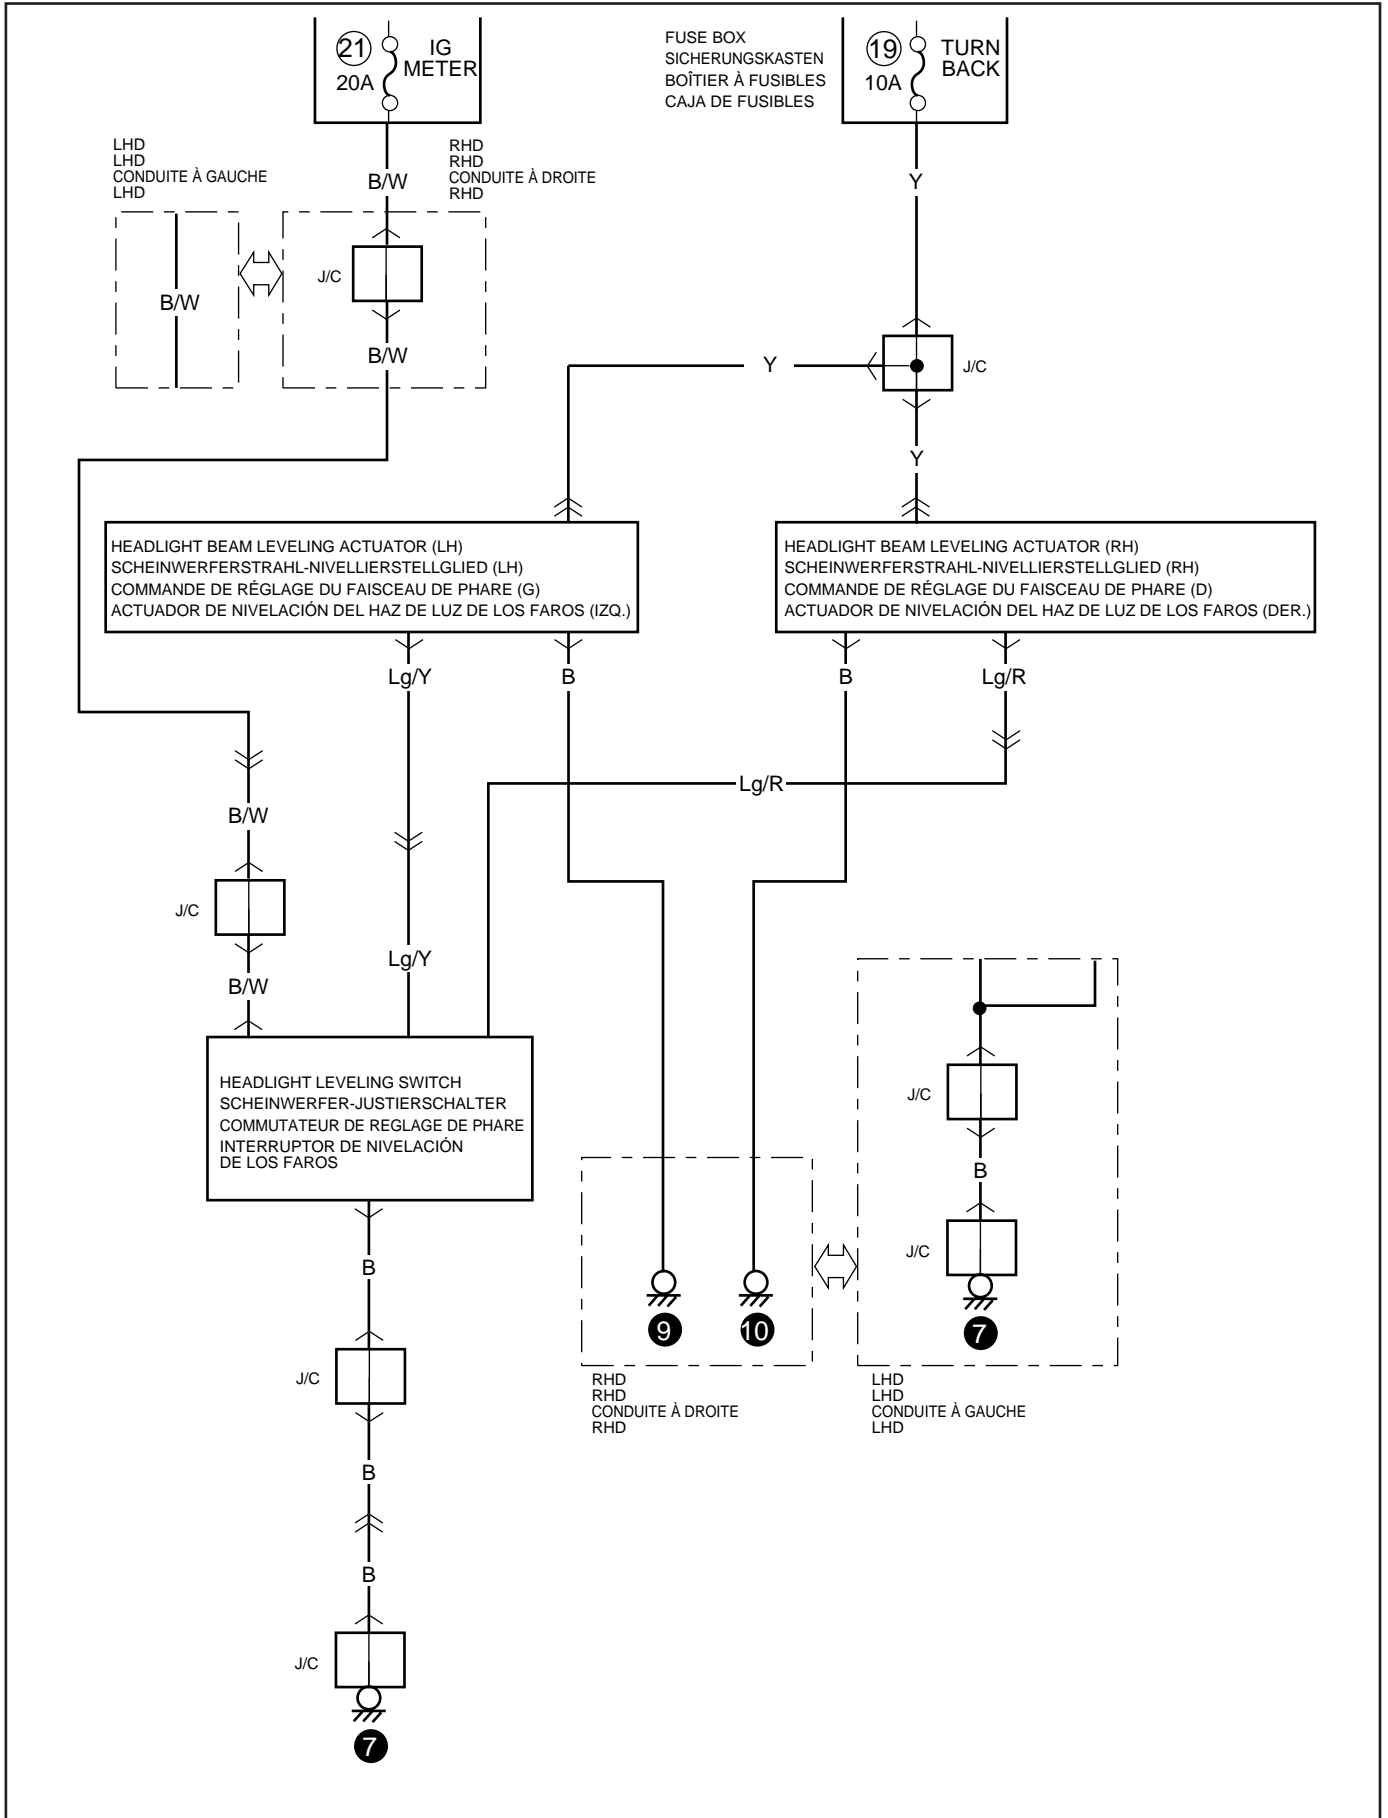 21
20A
IG
METER
FUSE BOX
SICHERUNGSKASTEN
BOÎTIER À FUSIBLES
CAJA DE FUSIBLES
19
10A
TURN
BACK
LHD
LHD
CONDUITE À GAUCHE
LHD
B/W
RHD
RHD
CONDUITE À DROITE
RHD
Y
J/C
B/W
B/W
Y
J/C
Y
HEADLIGHT BEAM LEVELING ACTUATOR (LH)
SCHEINWERFERSTRAHL-NIVELLIERSTELLGLIED (LH)
COMMANDE DE RÉGLAGE DU FAISCEAU DE PHARE (G)
ACTUADOR DE NIVELACIÓN DEL HAZ DE LUZ DE LOS FAROS (IZQ.)
HEADLIGHT BEAM LEVELING ACTUATOR (RH)
SCHEINWERFERSTRAHL-NIVELLIERSTELLGLIED (RH)
COMMANDE DE RÉGLAGE DU FAISCEAU DE PHARE (D)
ACTUADOR DE NIVELACIÓN DEL HAZ DE LUZ DE LOS FAROS (DER.)
Lg/Y
B
B
Lg/R
Lg/R
B/W
J/C
Lg/Y
B/W
HEADLIGHT LEVELING SWITCH
SCHEINWERFER-JUSTIERSCHALTER
COMMUTATEUR DE REGLAGE DE PHARE
INTERRUPTOR DE NIVELACIÓN
DE LOS FAROS
J/C
B
J/C
B
9
10
7
J/C
RHD
RHD
CONDUITE À DROITE
RHD
LHD
LHD
CONDUITE À GAUCHE
LHD
B
B
J/C
7